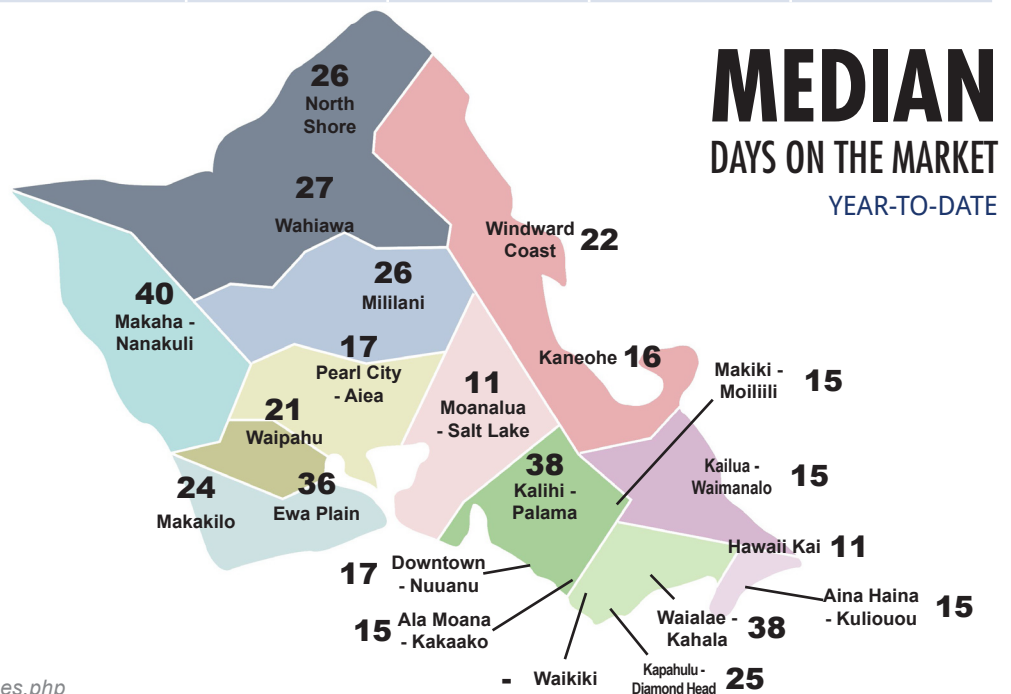 MEDIAN
DAYS ON THE MARKET
YEAR-TO-DATE
26
North
Shore
27
Wahiawa
Windward
Coast 22
26
Mililani
40
Makaha -
Nanakuli
17
Pearl City
- Aiea
Kaneohe 16
11
Moanalua
- Salt Lake
Makiki -
Moiliili 15
21
Waipahu
38
Kalihi -
Palama
Kailua -
Waimanalo 15
24
Makakilo
36
Ewa Plain
Hawaii Kai 11
17 Downtown
- Nuuanu
Aina Haina
- Kuliouou 15
15 Ala Moana
- Kakaako
Waialae -
Kahala 38
- Waikiki
Kapahulu -
Diamond Head 25
es.php